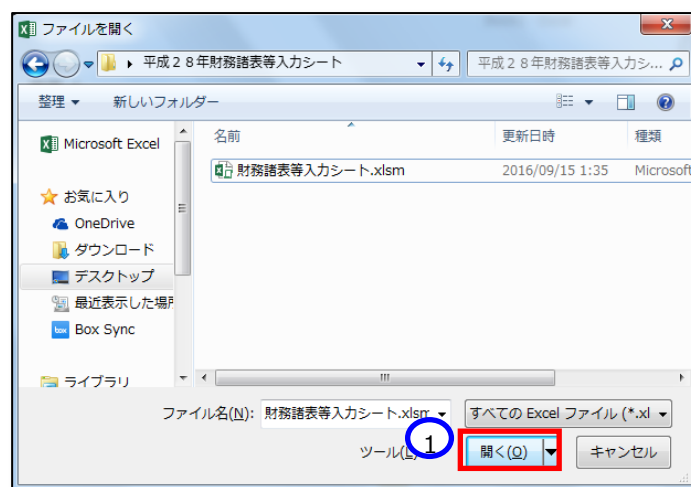 ファイルを開く
平成２８年財務諸表等入力シート
平成２８年財務諸表等入力シ...
整理
新しいフォルダー
Microsoft Excel
お気に入り
OneDrive
ダウンロード
デスクトップ
最近表示した場所
Box Sync
ライブラリ
名前 更新日時 種類
財務諸表等入力シート.xlsm 2016/09/15 1:35 Microsoft
ファイル名(N): 財務諸表等入力シート.xlsm すべての Excel ファイル (*.xl
ツール(L) 1 開く(O) キャンセル